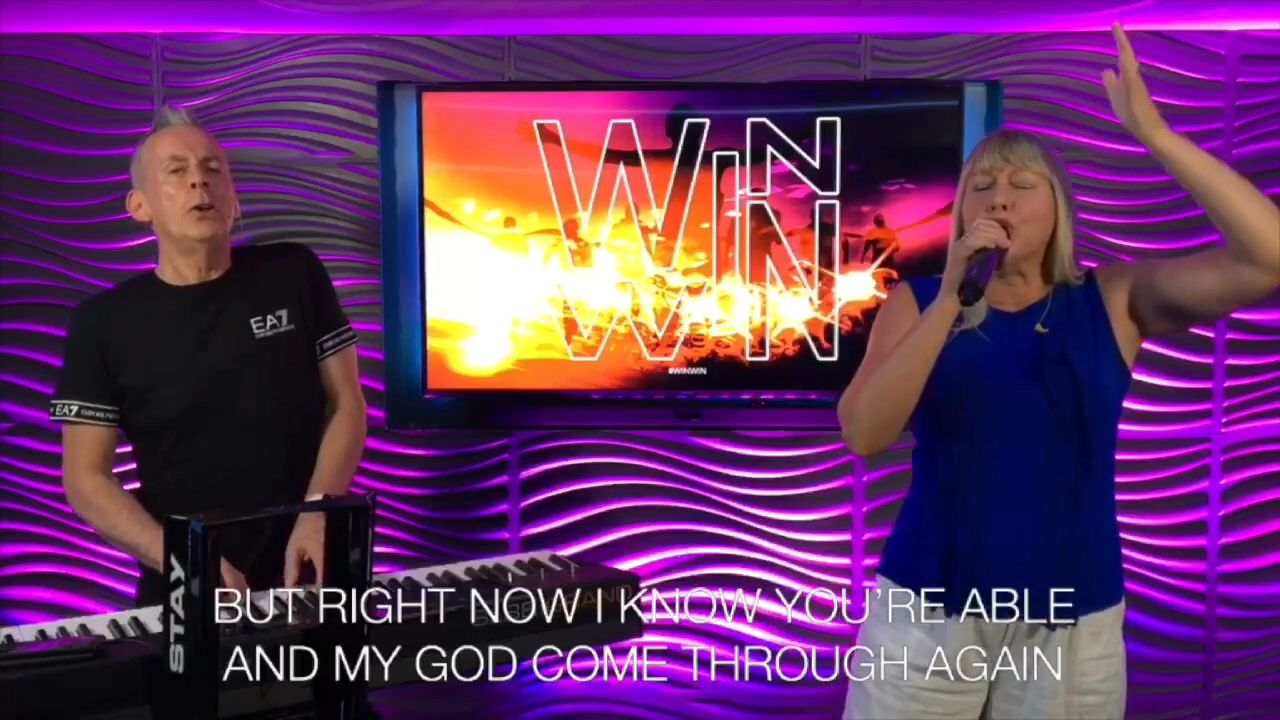 WIN
WIN
#WINWIN
EA7
EA7
STAY
BUT RIGHT NOW I KNOW YOU'RE ABLE
AND MY GOD COME THROUGH AGAIN